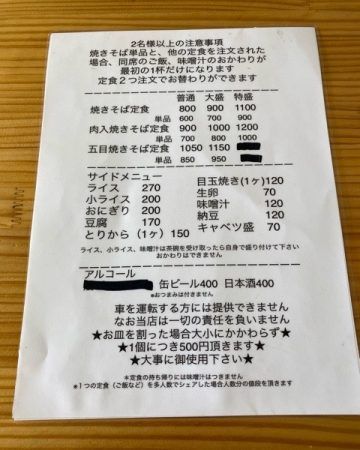 2名様以上の注意事項
焼きそば単品と、他の定食を注文された
場合、同席のご飯、味噌汁のおかわりが
最初の1杯だけになります
定食２つ注文でお替わりができます
普通 大盛 特盛
焼きそば定食 800 900 1100
単品 600 700 900
肉入焼きそば定食 900 1000 1200
単品 700 800 1000
五目焼きそば定食 1050 1150
単品 850 950
サイドメニュー
ライス 270 目玉焼き(1ヶ)120
小ライス 200 生卵 70
おにぎり 200 味噌汁 120
豆腐 170 納豆 120
とりから(1ヶ) 150 キャベツ盛 70
ライス、小ライス、味噌汁は茶碗を受け取ったら自身で盛り付けて下さい
おかわりはできません
アルコール
缶ビール400 日本酒400
※おつまみは付きません
車を運転する方には提供できません
なお当店は一切の責任を負いません
★お皿を割った場合大小にかかわらず★
★1個につき500円頂きます★
★大事に御使用下さい★
＊定食の持ち帰りには味噌汁はつきません
※１つの定食(ご飯など)を多人数でシェアした場合人数分の値段を頂きます